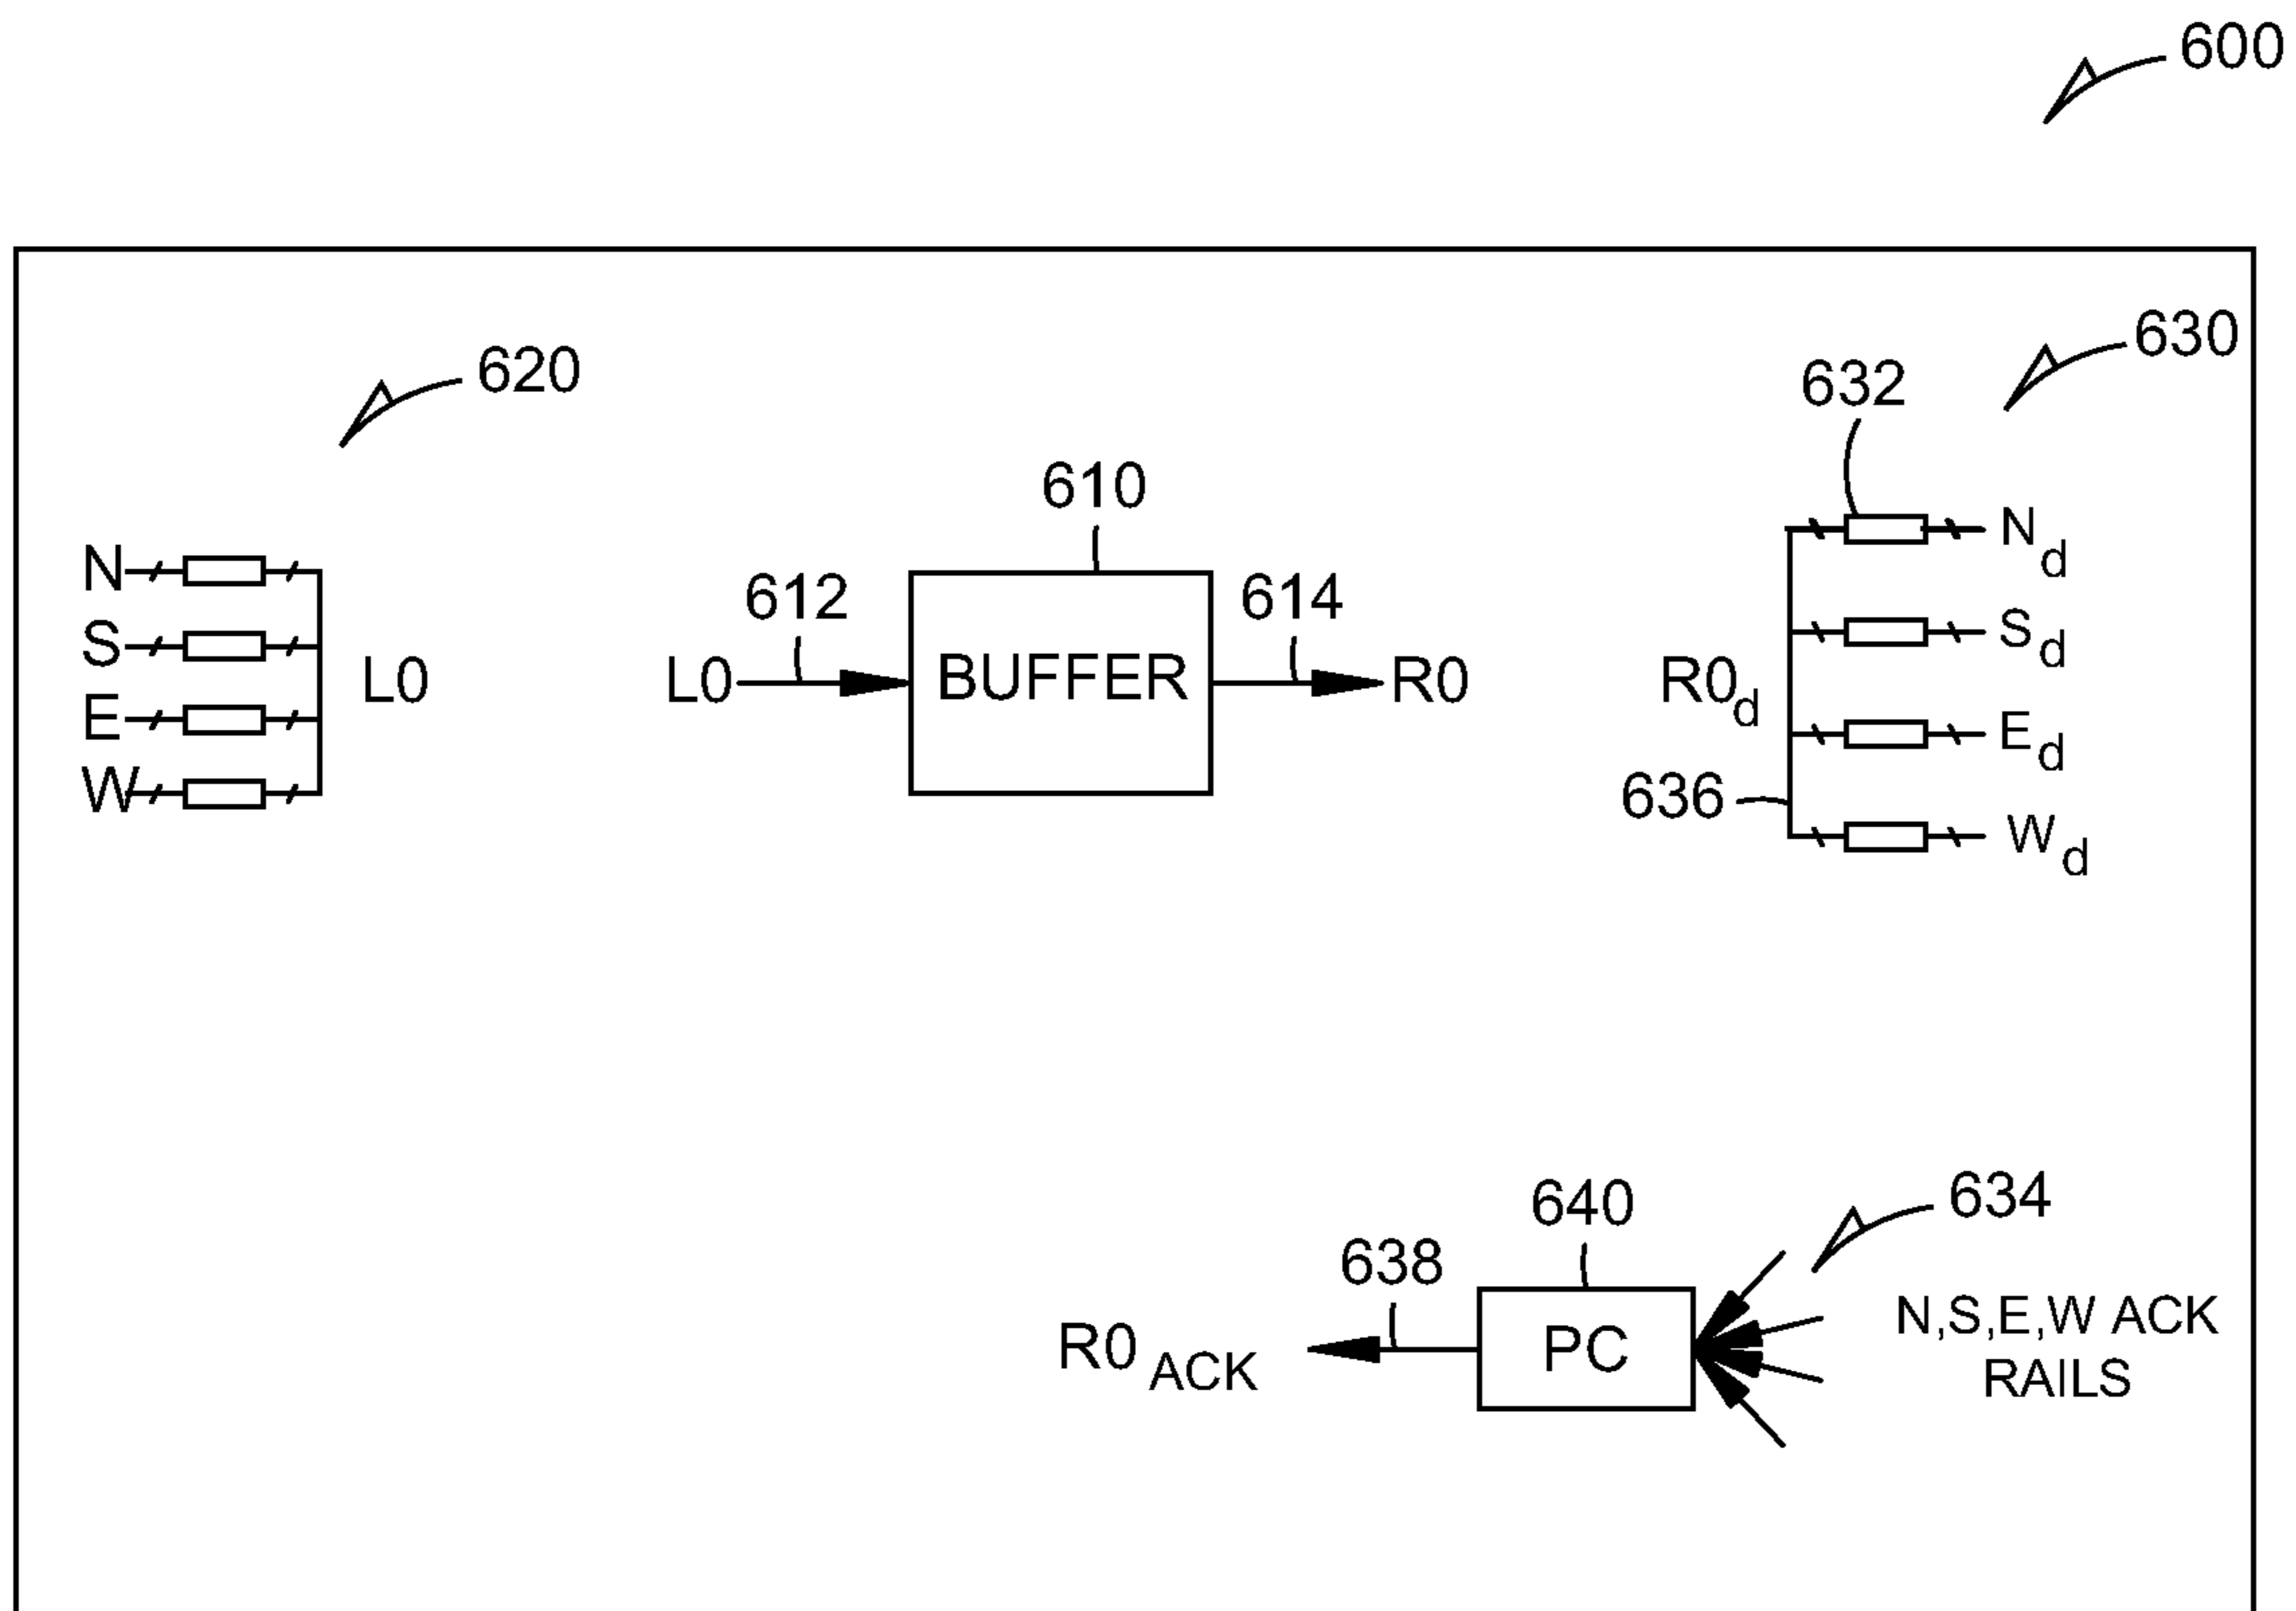 600
620
630
632
610
N
S
E
W
L0
612
L0
BUFFER
614
R0
R0d
636
Nd
Sd
Ed
Wd
640
634
638
R0 ACK
PC
N,S,E,W ACK
RAILS